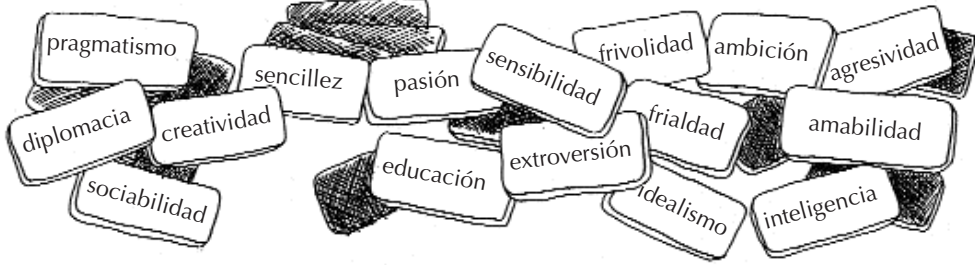 pragmatismo
diplomacia
creatividad
sociabilidad
sencillez
pasión
sensibilidad
educación
extroversión
frivolidad
ambición
agresividad
frialdad
amabilidad
idealismo
inteligencia